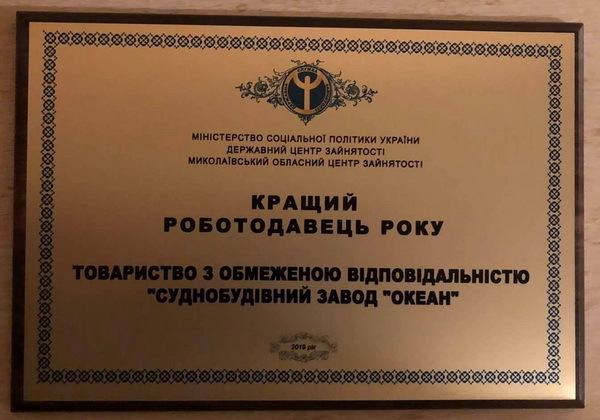 МІНІСТЕРСТВО СОЦІАЛЬНОЇ ПОЛІТИКИ УКРАЇНИ
ДЕРЖАВНИЙ ЦЕНТР ЗАЙНЯТОСТІ
МИКОЛАЇВСЬКИЙ ОБЛАСНИЙ ЦЕНТР ЗАЙНЯТОСТІ
КРАЩИЙ
РОБОТОДАВЕЦЬ РОКУ
ТОВАРИСТВО З ОБМЕЖЕНОЮ ВІДПОВІДАЛЬНІСТЮ
"СУДНОБУДІВНИЙ ЗАВОД "ОКЕАН"
рік